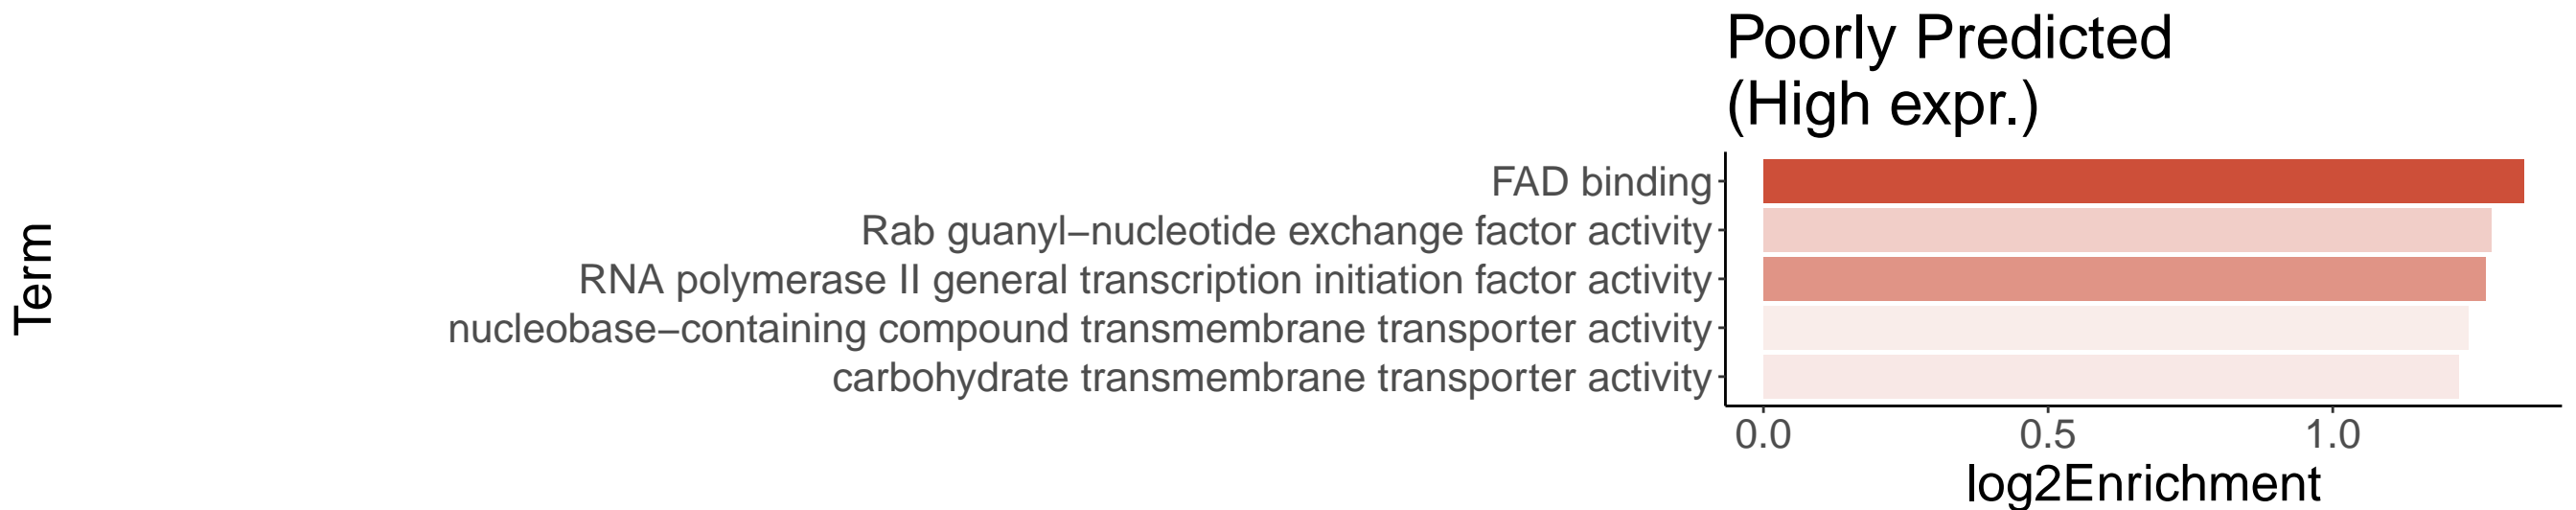 Poorly Predicted
(High expr.)
Term
FAD binding
Rab guanyl−nucleotide exchange factor activity
RNA polymerase II general transcription initiation factor activity
nucleobase−containing compound transmembrane transporter activity
carbohydrate transmembrane transporter activity
0.0 0.5 1.0
log2Enrichment